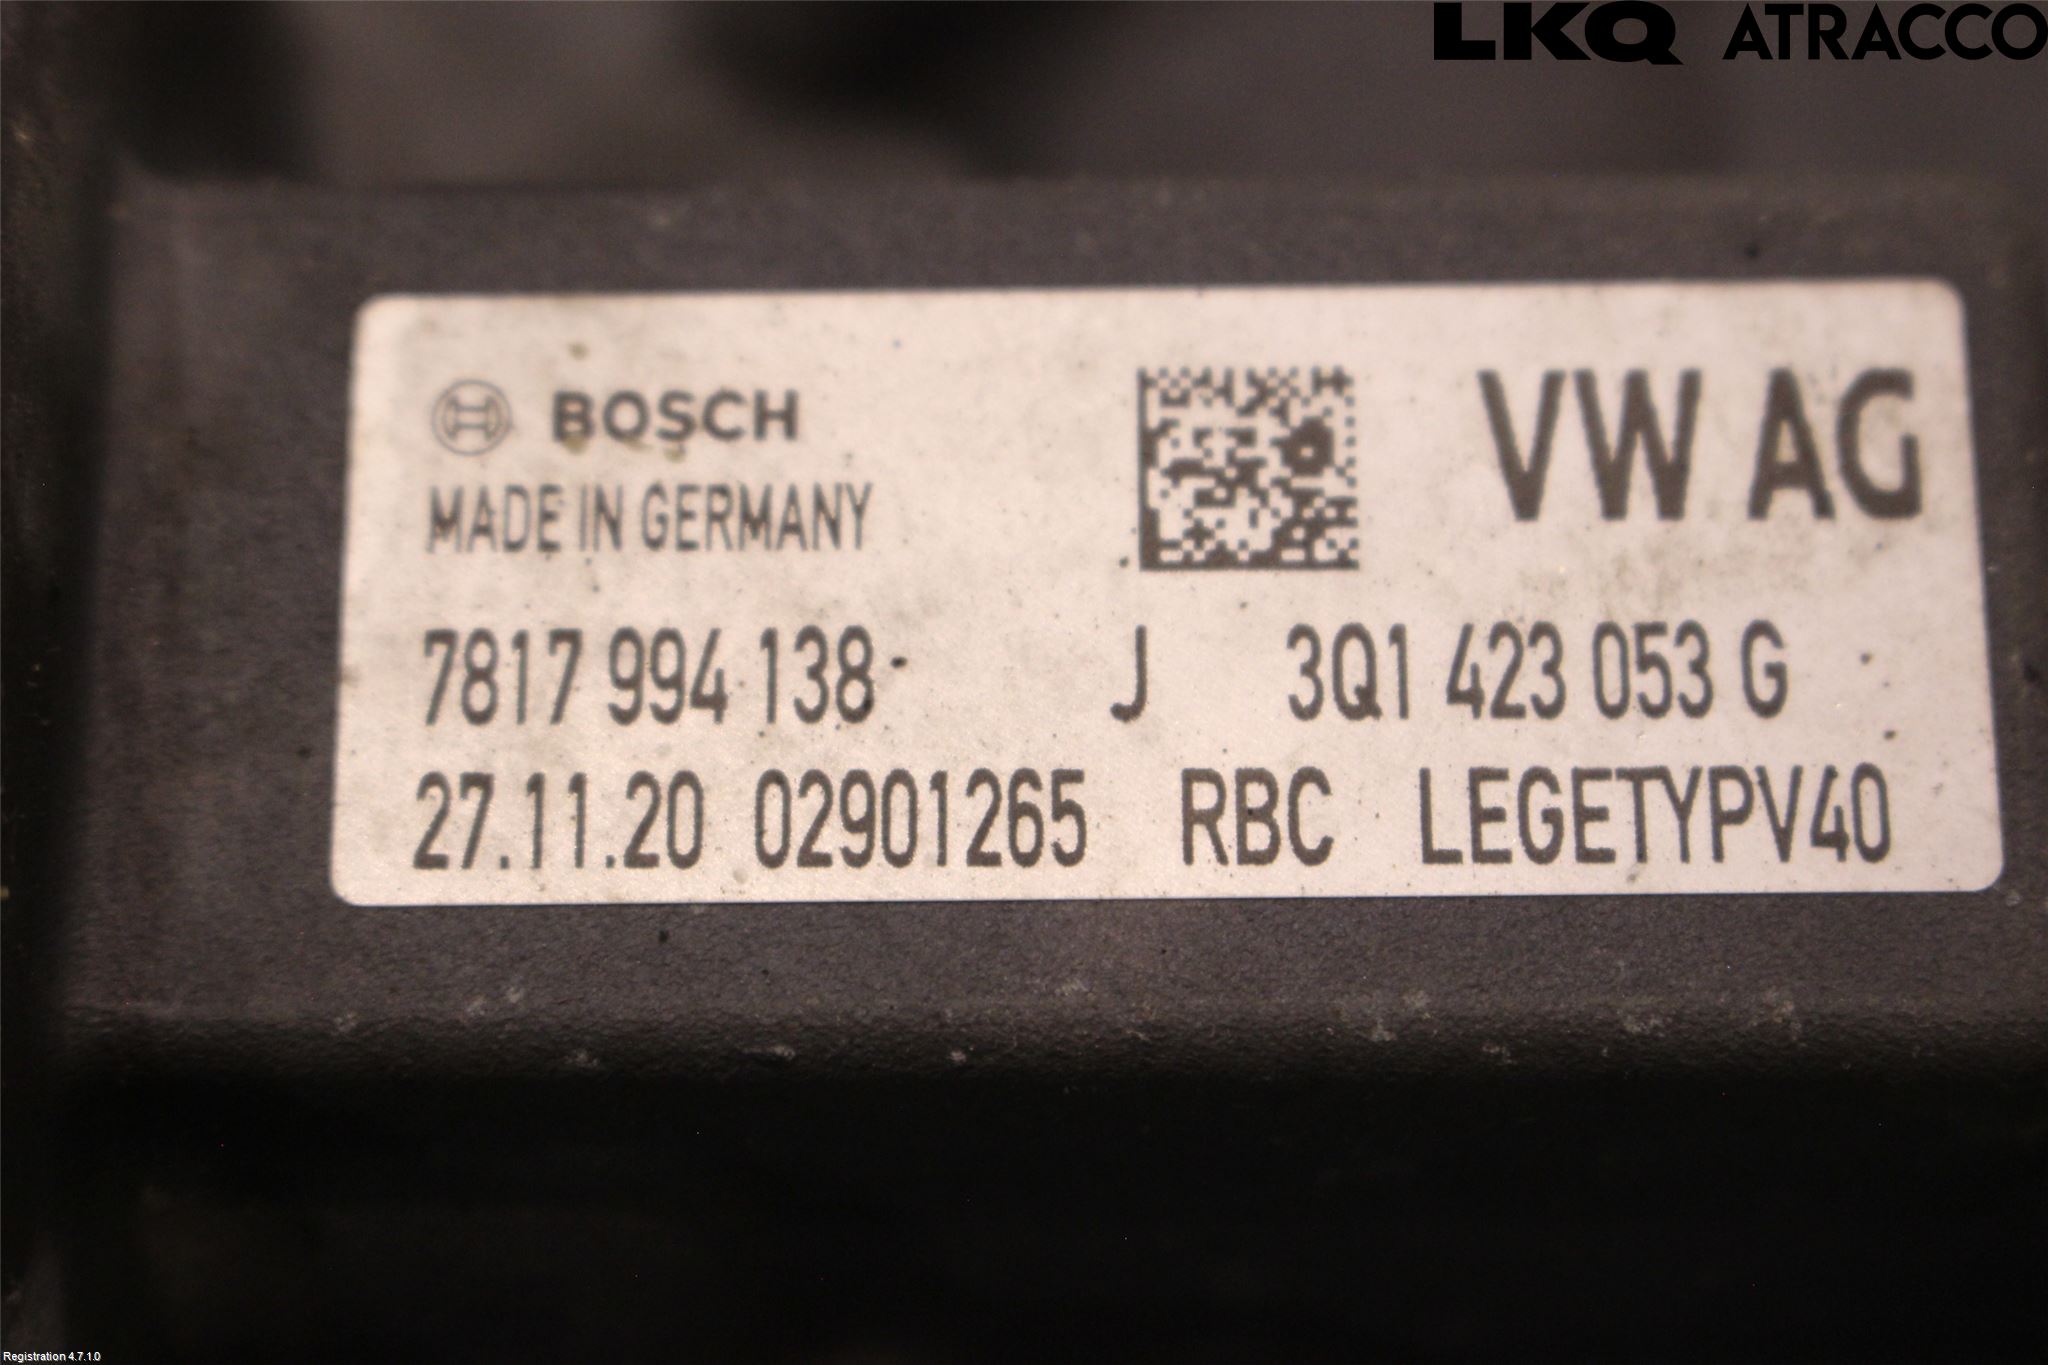 LKQ ATRACCO
BOSCH
VW AG
MADE IN GERMANY
7817 994 138 J 3Q1 423 053 G
27.11.20 02901265 RBC LEGETYPV40
Registration 4.7.1.0